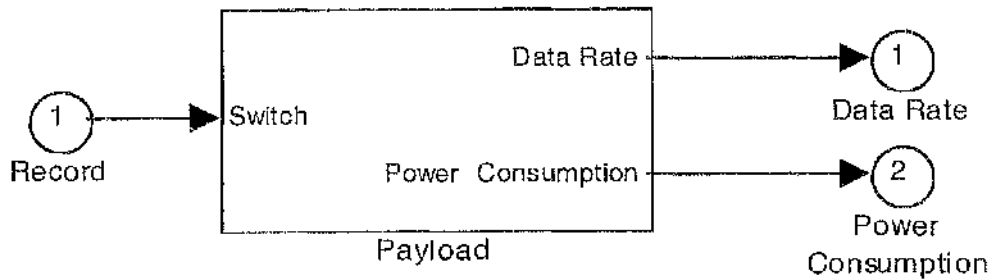 Data Rate
1
Data Rate
1
Switch
Record
Power Consumption
2
Payload
Power
Consumption